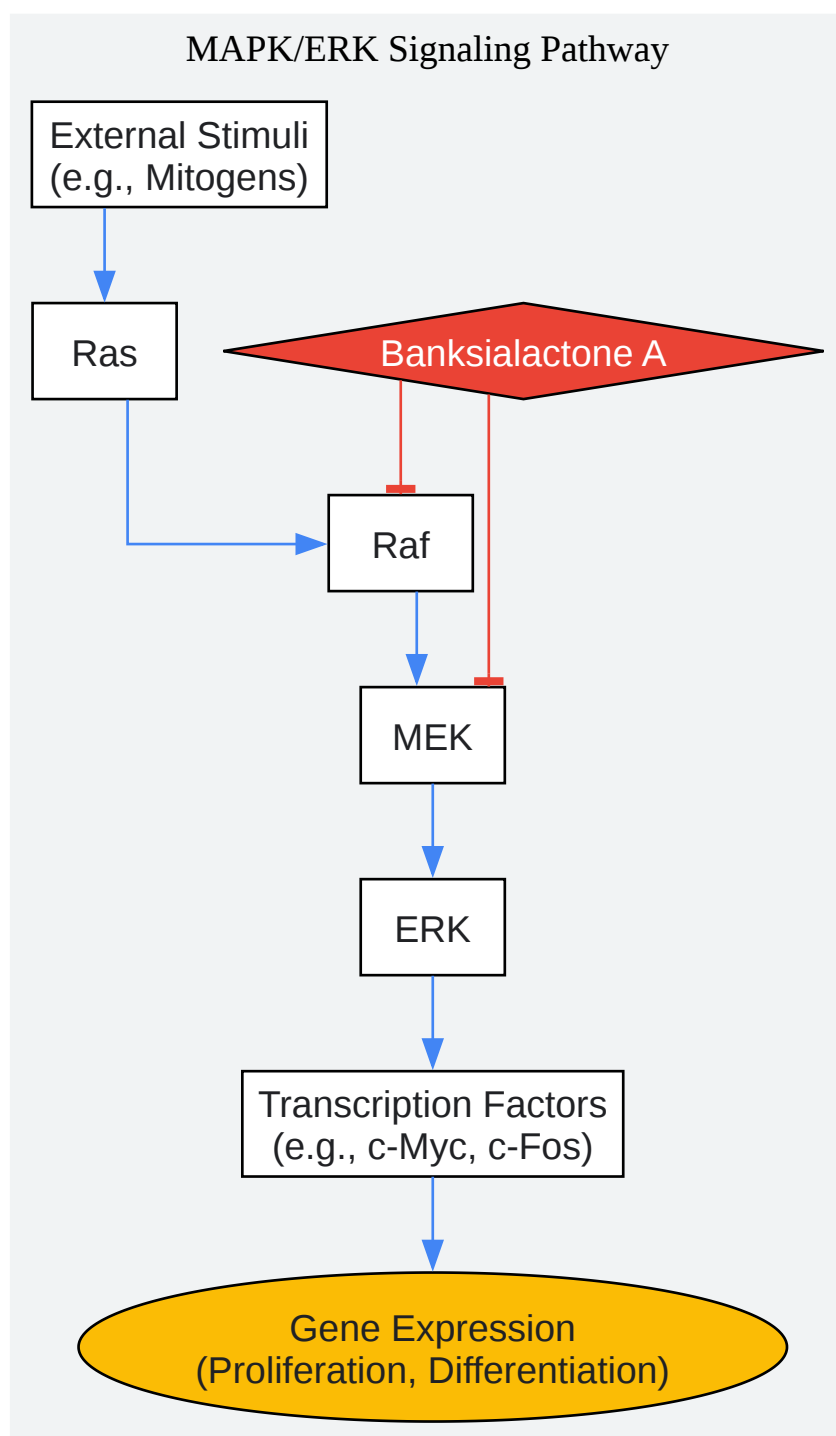 MAPK/ERK Signaling Pathway
External Stimuli
(e.g., Mitogens)
Ras
Banksialactone A
Raf
MEK
ERK
Transcription Factors
(e.g., c-Myc, c-Fos)
Gene Expression
(Proliferation, Differentiation)